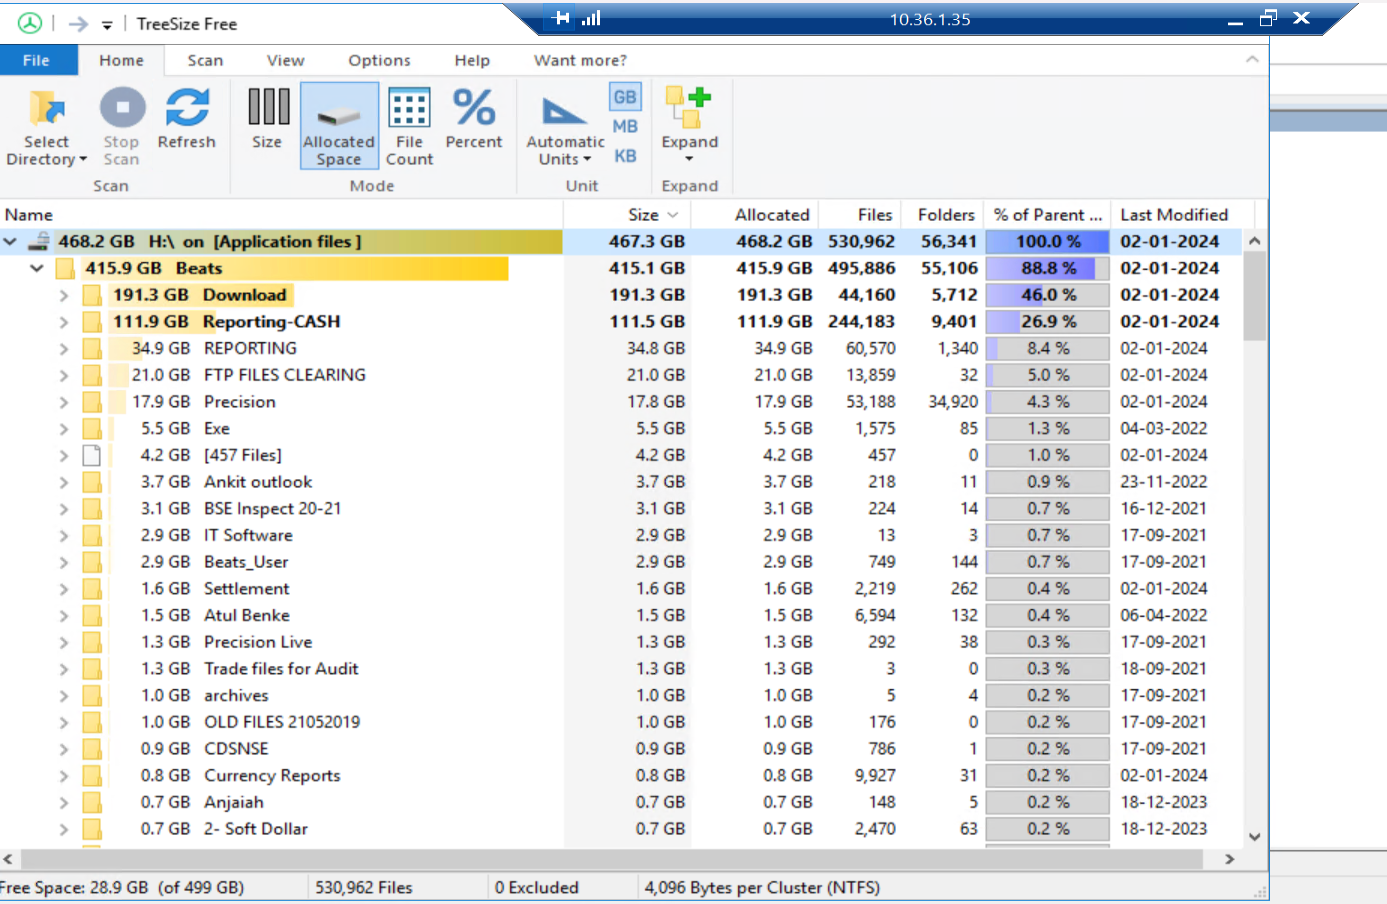 TreeSize Free
10.36.1.35
File Home Scan View Options Help Want more?
GB
MB
KB
Select Directory
Stop Scan
Refresh
Size
Allocated Space
File Count
Percent
Automatic Units
Expand
Scan Mode Unit Expand
Name Size Allocated Files Folders % of Parent ... Last Modified
468.2 GB H:\ on [Application files ] 467.3 GB 468.2 GB 530,962 56,341 100.0 % 02-01-2024
415.9 GB Beats 415.1 GB 415.9 GB 495,886 55,106 88.8 % 02-01-2024
191.3 GB Download 191.3 GB 191.3 GB 44,160 5,712 46.0 % 02-01-2024
111.9 GB Reporting-CASH 111.5 GB 111.9 GB 244,183 9,401 26.9 % 02-01-2024
34.9 GB REPORTING 34.8 GB 34.9 GB 60,570 1,340 8.4 % 02-01-2024
21.0 GB FTP FILES CLEARING 21.0 GB 21.0 GB 13,859 32 5.0 % 02-01-2024
17.9 GB Precision 17.8 GB 17.9 GB 53,188 34,920 4.3 % 02-01-2024
5.5 GB Exe 5.5 GB 5.5 GB 1,575 85 1.3 % 04-03-2022
4.2 GB [457 Files] 4.2 GB 4.2 GB 457 0 1.0 % 02-01-2024
3.7 GB Ankit outlook 3.7 GB 3.7 GB 218 11 0.9 % 23-11-2022
3.1 GB BSE Inspect 20-21 3.1 GB 3.1 GB 224 14 0.7 % 16-12-2021
2.9 GB IT Software 2.9 GB 2.9 GB 13 3 0.7 % 17-09-2021
2.9 GB Beats_User 2.9 GB 2.9 GB 749 144 0.7 % 17-09-2021
1.6 GB Settlement 1.6 GB 1.6 GB 2,219 262 0.4 % 02-01-2024
1.5 GB Atul Benke 1.5 GB 1.5 GB 6,594 132 0.4 % 06-04-2022
1.3 GB Precision Live 1.3 GB 1.3 GB 292 38 0.3 % 17-09-2021
1.3 GB Trade files for Audit 1.3 GB 1.3 GB 3 0 0.3 % 18-09-2021
1.0 GB archives 1.0 GB 1.0 GB 5 4 0.2 % 17-09-2021
1.0 GB OLD FILES 21052019 1.0 GB 1.0 GB 176 0 0.2 % 17-09-2021
0.9 GB CDSNSE 0.9 GB 0.9 GB 786 1 0.2 % 17-09-2021
0.8 GB Currency Reports 0.8 GB 0.8 GB 9,927 31 0.2 % 02-01-2024
0.7 GB Anjaiah 0.7 GB 0.7 GB 148 5 0.2 % 18-12-2023
0.7 GB 2- Soft Dollar 0.7 GB 0.7 GB 2,470 63 0.2 % 18-12-2023
Free Space: 28.9 GB (of 499 GB) 530,962 Files 0 Excluded 4,096 Bytes per Cluster (NTFS)